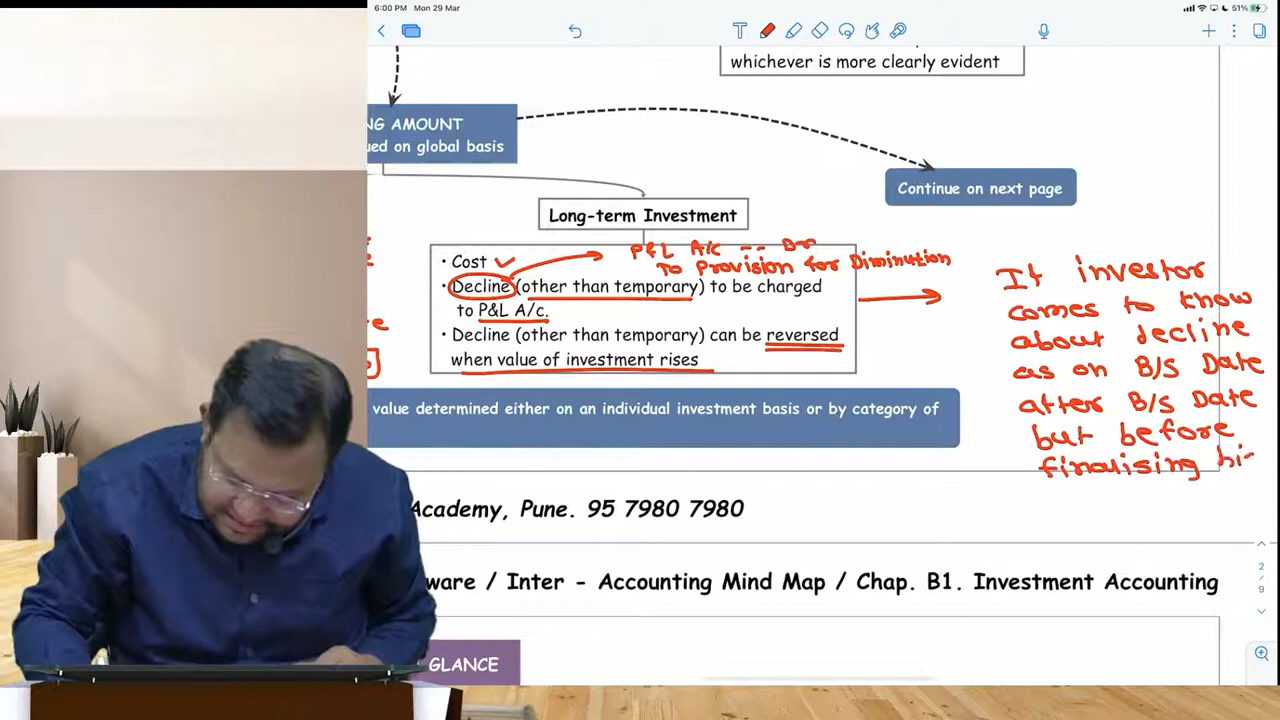 6:00 PM Mon 29 Mar
51%
whichever is more clearly evident
NG AMOUNT
ued on global basis
Continue on next page
Long-term Investment
• Cost
P&L A/c -- Dr
To Provision for Diminution
• Decline (other than temporary) to be charged
to P&L A/c.
• Decline (other than temporary) can be reversed
when value of investment rises
If investor
comes to know
about decline
as on B/S Date
after B/S Date
but before
finalising
value determined either on an individual investment basis or by category of
Academy, Pune. 95 7980 7980
2
/
9
ware / Inter - Accounting Mind Map / Chap. B1. Investment Accounting
GLANCE